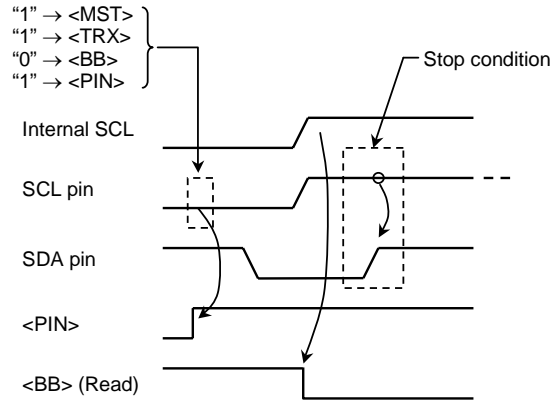 “1” → <MST>
“1” → <TRX>
“0” → <BB>
“1” → <PIN>
Stop condition
Internal SCL
SCL pin
SDA pin
<PIN>
<BB> (Read)